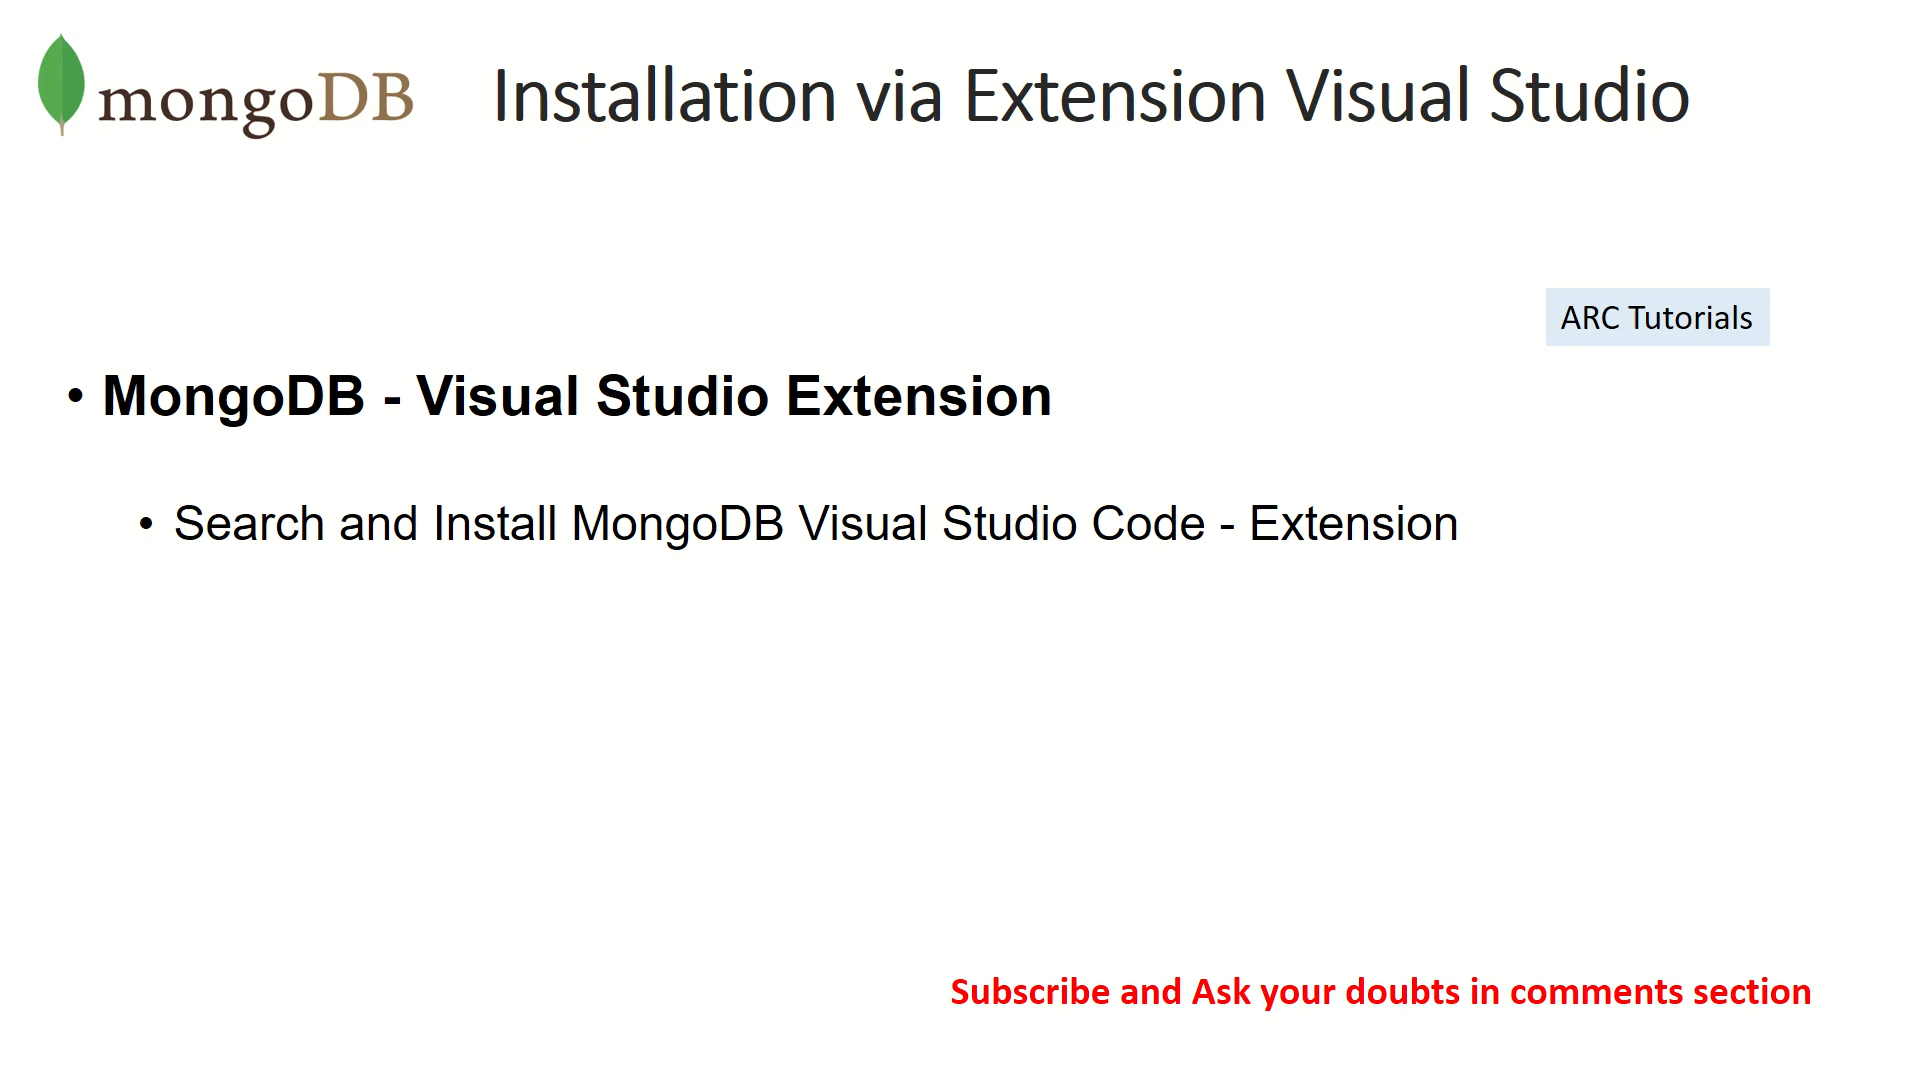 mongoDB Installation via Extension Visual Studio
ARC Tutorials
• MongoDB - Visual Studio Extension
• Search and Install MongoDB Visual Studio Code - Extension
Subscribe and Ask your doubts in comments section